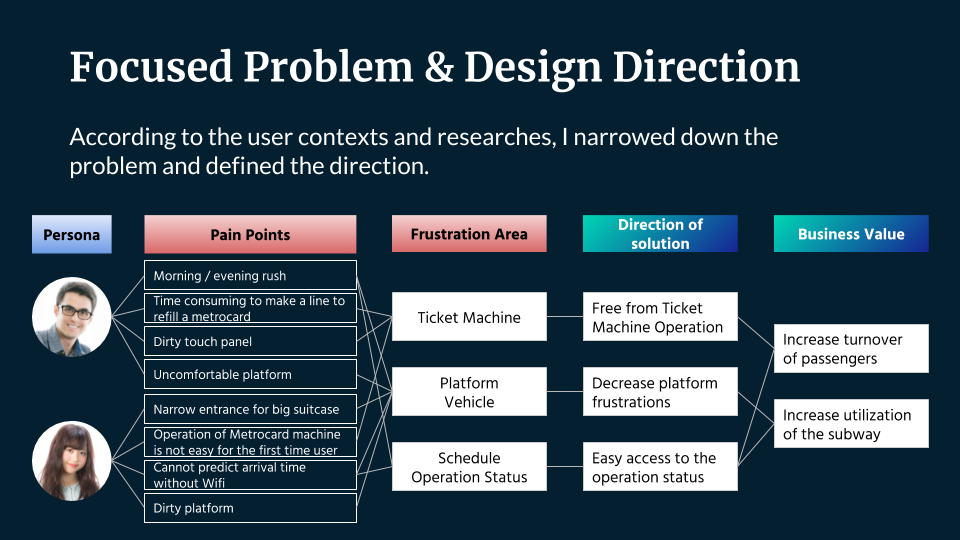 Focused Problem & Design Direction
According to the user contexts and researches, I narrowed down the
problem and defined the direction.
Persona
Pain Points
Frustration Area
Direction of
solution
Business Value
Morning / evening rush
Time consuming to make a line to
refill a metrocard
Dirty touch panel
Uncomfortable platform
Narrow entrance for big suitcase
Operation of Metrocard machine
is not easy for the first time user
Cannot predict arrival time
without Wifi
Dirty platform
Ticket Machine
Platform
Vehicle
Schedule
Operation Status
Free from Ticket
Machine Operation
Decrease platform
frustrations
Easy access to the
operation status
Increase turnover
of passengers
Increase utilization
of the subway